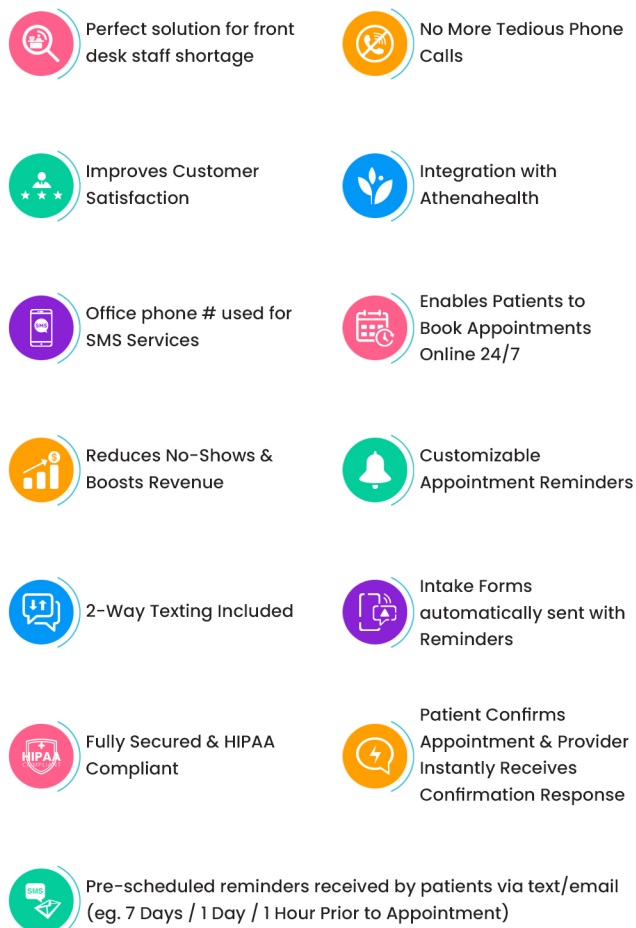 Perfect solution for front
desk staff shortage
No More Tedious Phone
Calls
Improves Customer
Satisfaction
Integration with
Athenahealth
SMS
Office phone # used for
SMS Services
Enables Patients to
Book Appointments
Online 24/7
$
Reduces No-Shows &
Boosts Revenue
Customizable
Appointment Reminders
2-Way Texting Included
Intake Forms
automatically sent with
Reminders
HIPAA
COMPLIANT
Fully Secured & HIPAA
Compliant
Patient Confirms
Appointment & Provider
Instantly Receives
Confirmation Response
SMS
Pre-scheduled reminders received by patients via text/email
(eg. 7 Days / 1 Day / 1 Hour Prior to Appointment)